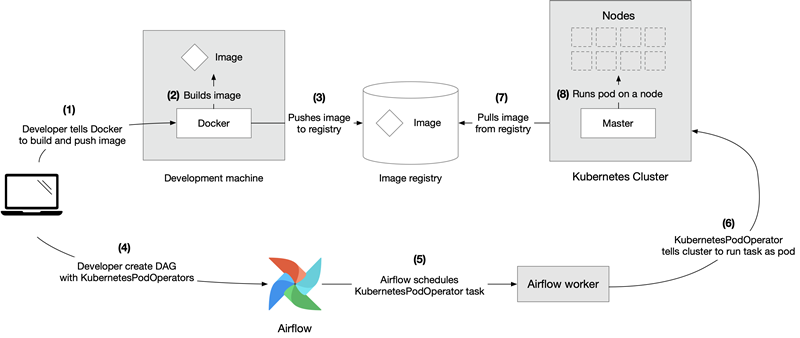 Nodes
Image
(2) Builds image
(8) Runs pod on a node
(1)
Developer tells Docker
to build and push image
Docker
(3)
Pushes image
to registry
Image
(7)
Pulls image
from registry
Master
Development machine
Image registry
Kubernetes Cluster
(4)
Developer create DAG
with KubernetesPodOperators
Airflow
(5)
Airflow schedules
KubernetesPodOperator task
Airflow worker
(6)
KubernetesPodOperator
tells cluster to run task as pod